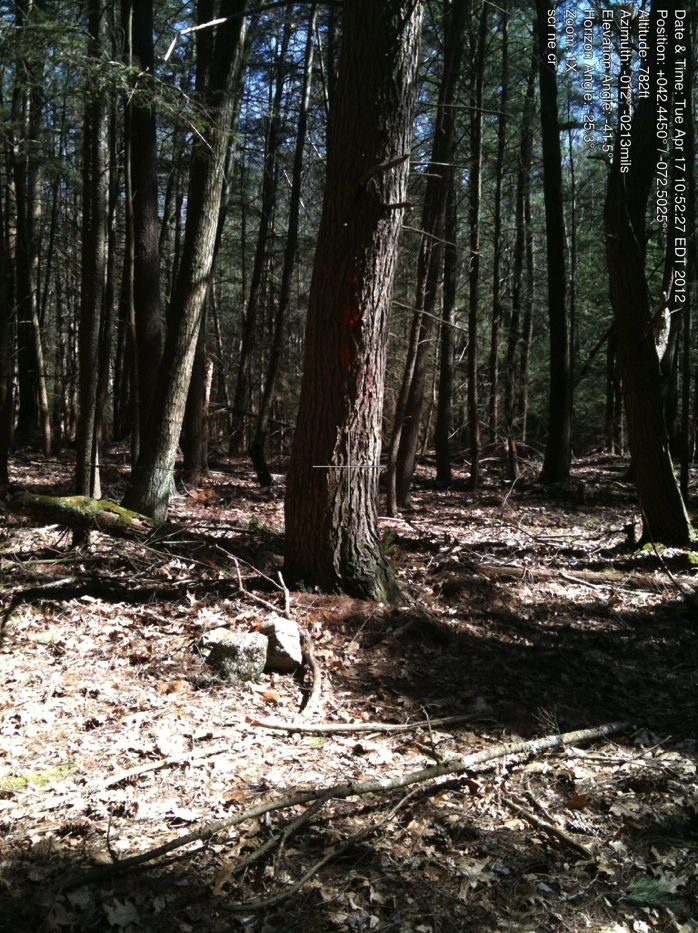 Date & Time: Tue Apr 17 10:52:27 EDT 2012
Position: +042.4450° / -072.5025°
Altitude: 782ft
Azimuth: -012° -0213mils
Elevation Angle: -41.5°
Horizon Angle: -25.3°
Zoom: 1X
scr ne cr